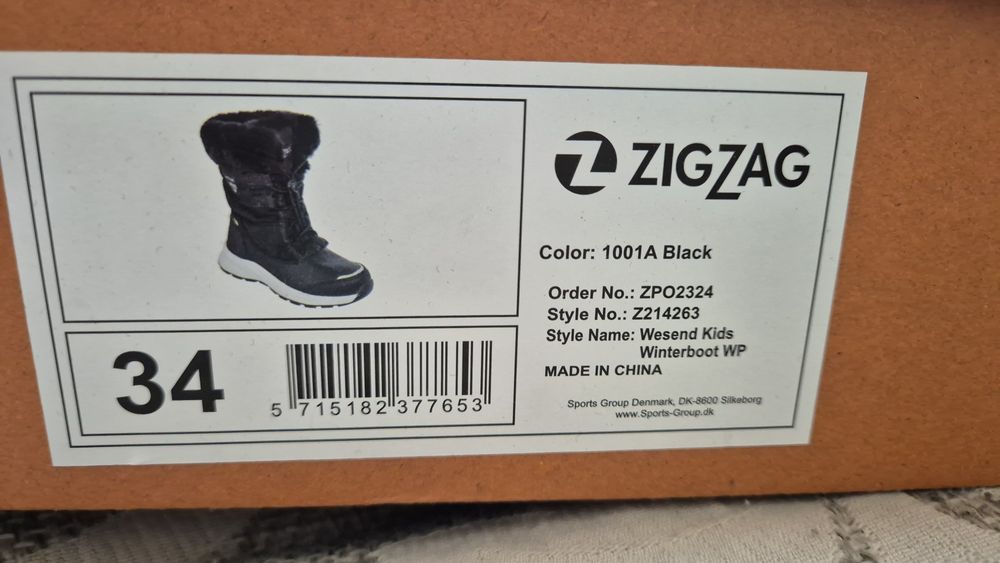 ZIGZAG
Color: 1001A Black
Order No.: ZPO2324
Style No.: Z214263
Style Name: Wesend Kids
Winterboot WP
MADE IN CHINA
Sports Group Denmark, DK-8600 Silkeborg
www.Sports-Group.dk
34
5 715182 377653